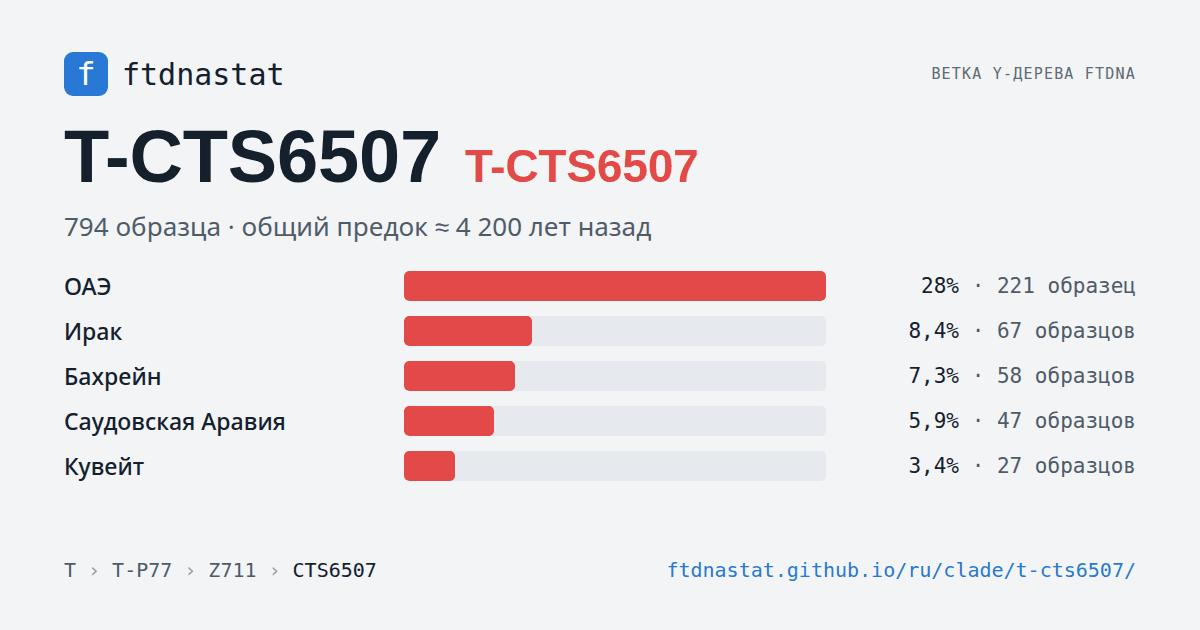 f ftdnastat
ВЕТКА Y-ДЕРЕВА FTDNA
T-CTS6507 T-CTS6507
794 образца · общий предок ≈ 4 200 лет назад
ОАЭ 28% · 221 образец
Ирак 8,4% · 67 образцов
Бахрейн 7,3% · 58 образцов
Саудовская Аравия 5,9% · 47 образцов
Кувейт 3,4% · 27 образцов
T › T-P77 › Z711 › CTS6507
ftdnastat.github.io/ru/clade/t-cts6507/